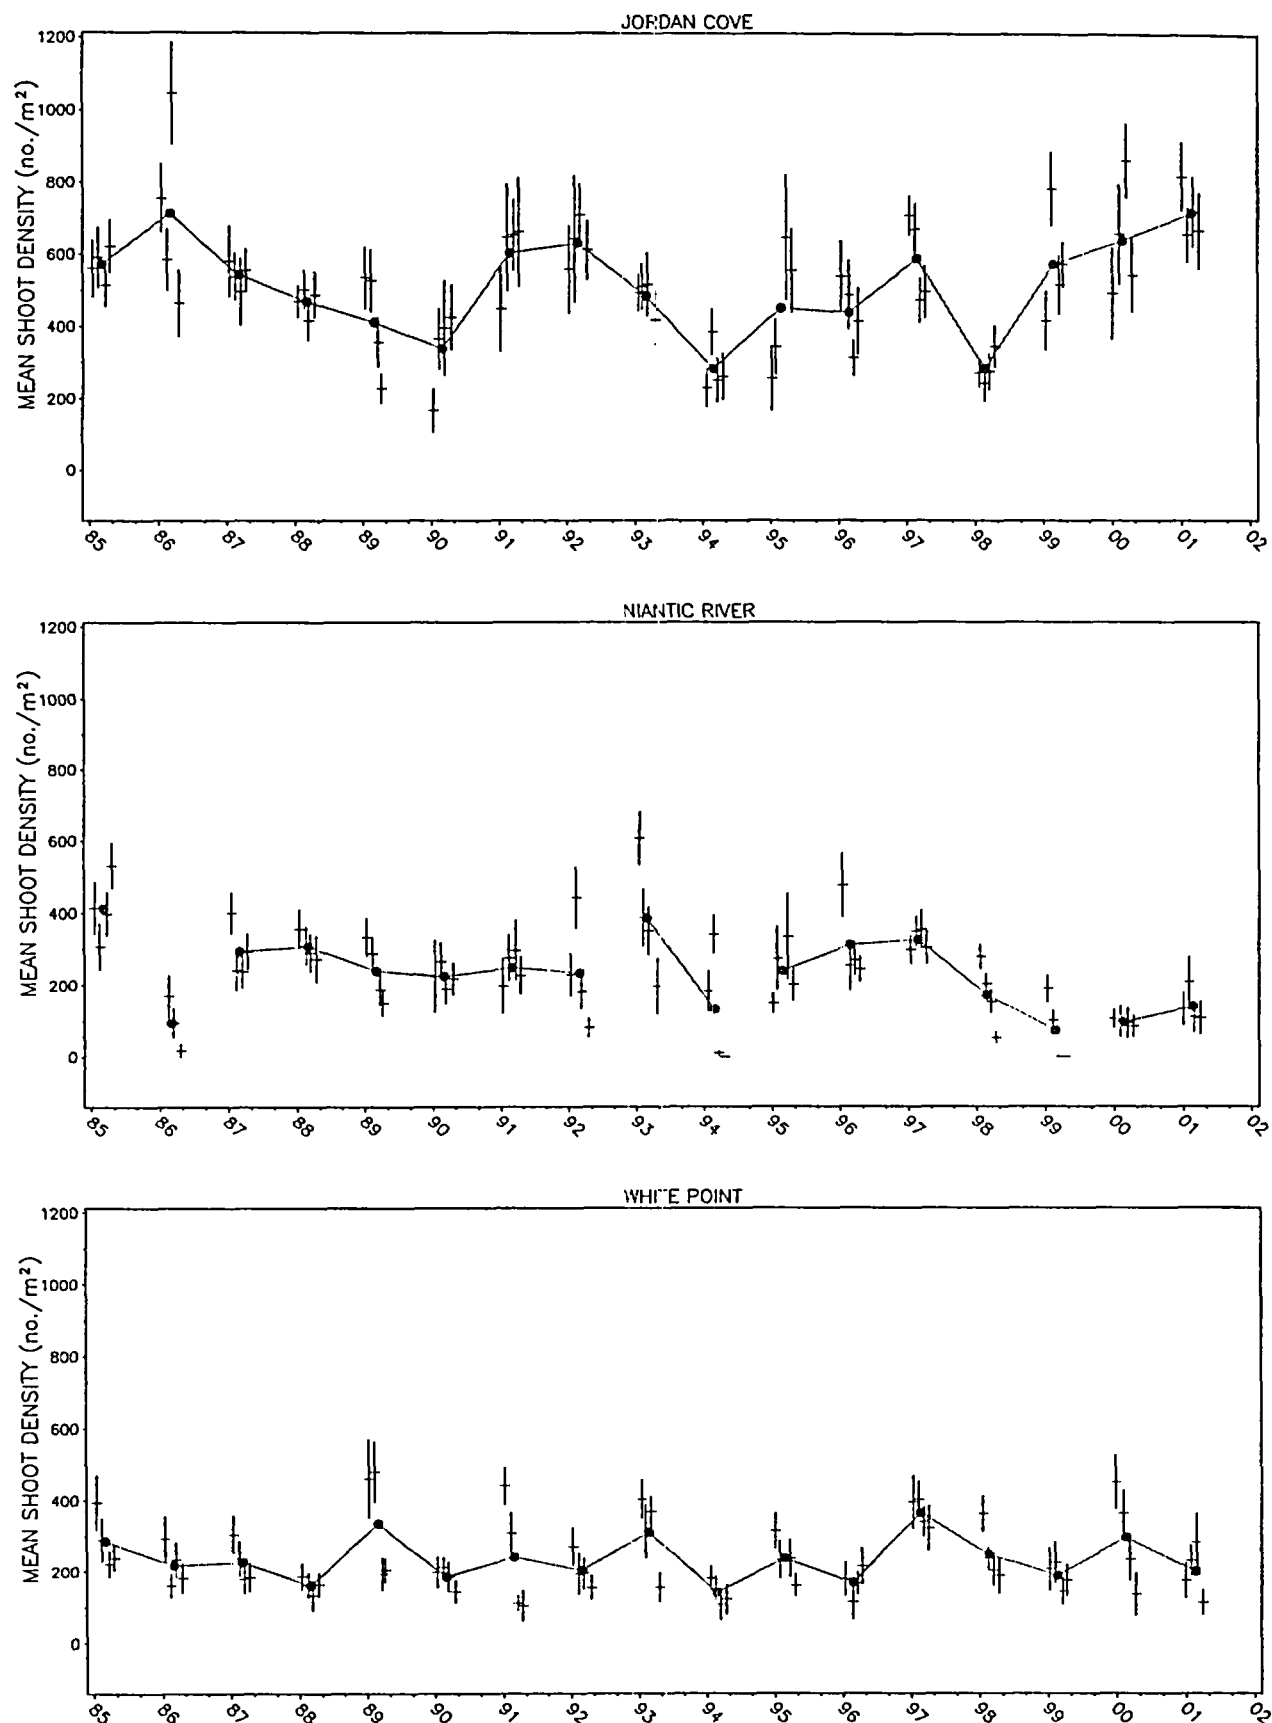 JORDAN COVE
MEAN SHOOT DENSITY (no./m²)
1200
1000
800
600
400
200
0
85 86 87 88 89 90 91 92 93 94 95 96 97 98 99 00 01 02
NIANTIC RIVER
MEAN SHOOT DENSITY (no./m²)
1200
1000
800
600
400
200
0
85 86 87 88 89 90 91 92 93 94 95 96 97 98 99 00 01 02
WHITE POINT
MEAN SHOOT DENSITY (no./m²)
1200
1000
800
600
400
200
0
85 86 87 88 89 90 91 92 93 94 95 96 97 98 99 00 01 02